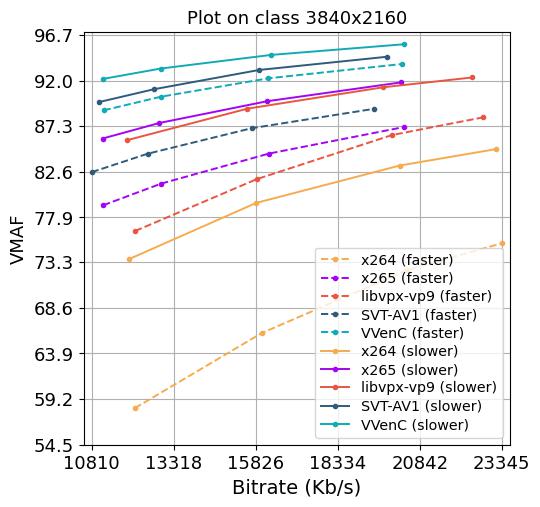 Plot on class 3840x2160
VMAF
96.7
92.0
87.3
82.6
77.9
73.3
68.6
63.9
59.2
54.5
x264 (faster)
x265 (faster)
libvpx-vp9 (faster)
SVT-AV1 (faster)
VVenC (faster)
x264 (slower)
x265 (slower)
libvpx-vp9 (slower)
SVT-AV1 (slower)
VVenC (slower)
10810 13318 15826 18334 20842 23345
Bitrate (Kb/s)